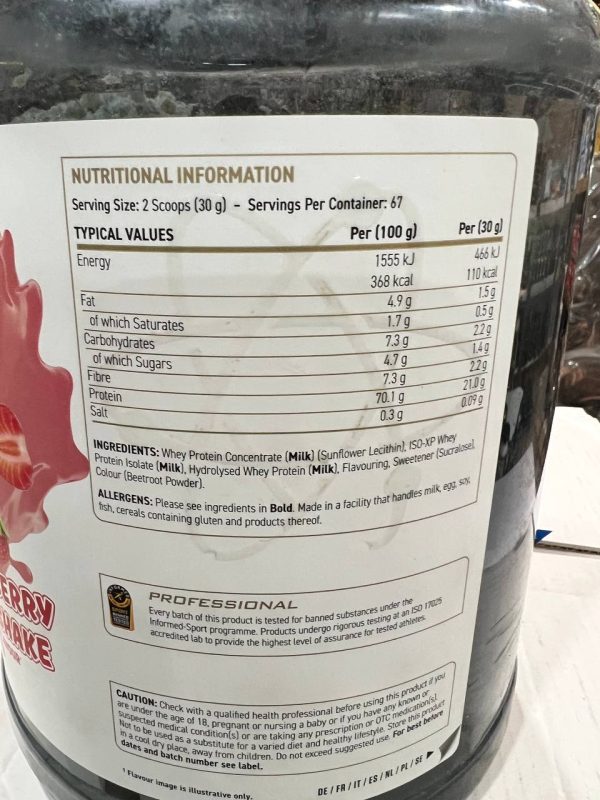 NUTRITIONAL INFORMATION
Serving Size: 2 Scoops (30 g) - Servings Per Container: 67
TYPICAL VALUES Per (100 g) Per (30 g)
Energy 1555 kJ 466 kJ
368 kcal 110 kcal
Fat 4.9 g 1.5 g
of which Saturates 1.7 g 0.5 g
Carbohydrates 7.3 g 2.2 g
of which Sugars 4.7 g 1.4 g
Fibre 7.3 g 2.2 g
Protein 70.1 g 21.0 g
Salt 0.3 g 0.09 g
INGREDIENTS: Whey Protein Concentrate (Milk) (Sunflower Lecithin), ISO-XP Whey
Protein Isolate (Milk), Hydrolysed Whey Protein (Milk), Flavouring, Sweetener (Sucralose),
Colour (Beetroot Powder).
ALLERGENS: Please see ingredients in Bold. Made in a facility that handles milk, egg, soy,
fish, cereals containing gluten and products thereof.
ERRY
HAKE
PROFESSIONAL
Every batch of this product is tested for banned substances under the
Informed-Sport programme. Products undergo rigorous testing at an ISO 17025
accredited lab to provide the highest level of assurance for tested athletes.
CAUTION: Check with a qualified health professional before using this product if you
are under the age of 18, pregnant or nursing a baby or if you have any known or
suspected medical condition(s) or are taking any prescription or OTC medication(s).
Not to be used as a substitute for a varied diet and healthy lifestyle. Store this product
in a cool dry place, away from children. Do not exceed suggested use. For best before
dates and batch number see label.
¹ Flavour image is illustrative only.
DE / FR / IT / ES / NL / PL / SE